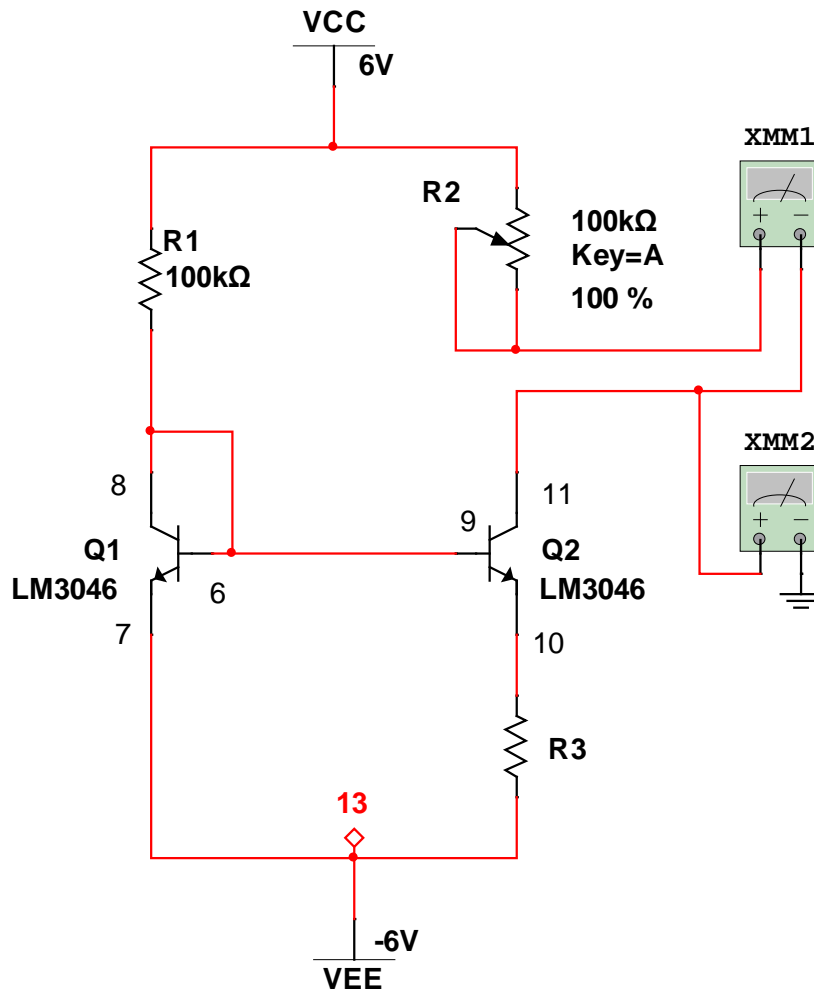 VCC
6V
XMM1
R2
100kΩ
Key=A
100 %
R1
100kΩ
+ −
XMM2
8
11
9
+ −
Q1
LM3046
6
Q2
LM3046
7
10
R3
13
-6V
VEE